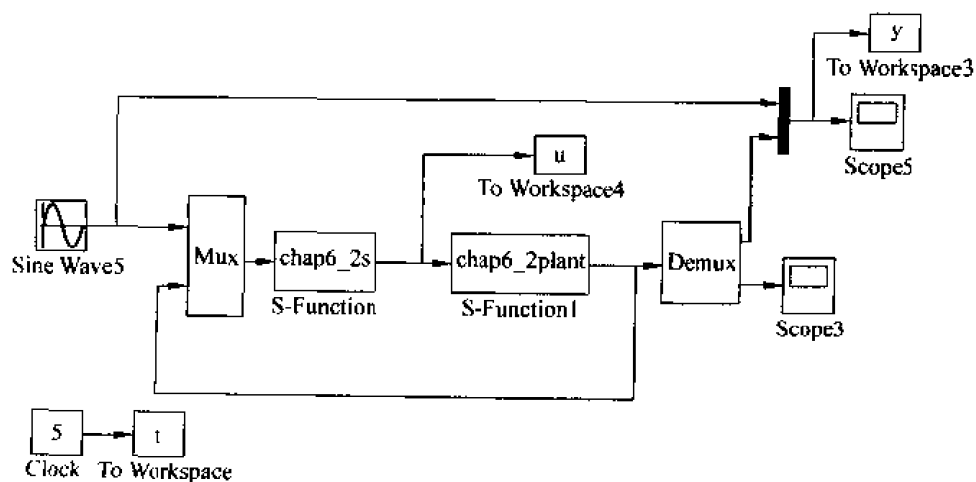 y
To Workspace3
Scope5
u
To Workspace4
Sine Wave5
Mux
chap6_2s
S-Function
chap6_2plant
S-Function1
Demux
Scope3
5
Clock
t
To Workspace